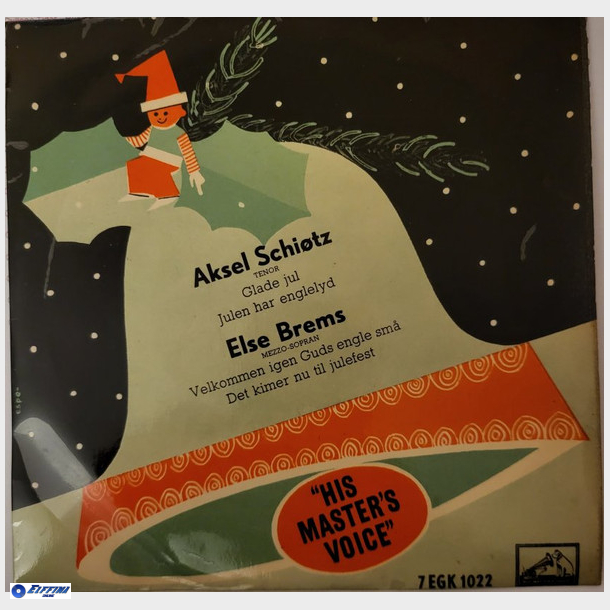 Aksel Schiøtz
TENOR
Glade jul
Julen har englelyd
Else Brems
MEZZO-SOPRAN
Velkommen igen Guds engle små
Det kimer nu til julefest
"HIS
MASTER'S
VOICE"
7 EGK 1022